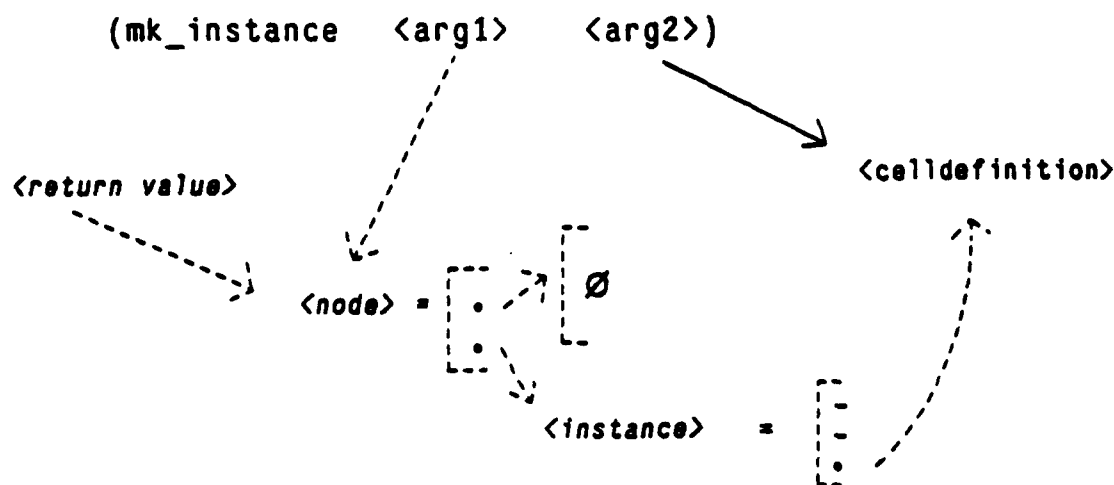 (mk_instance <arg1> <arg2>)
<celldefinition>
<return value>
<node> = [ . . [ Ø
<instance> = [ - - .